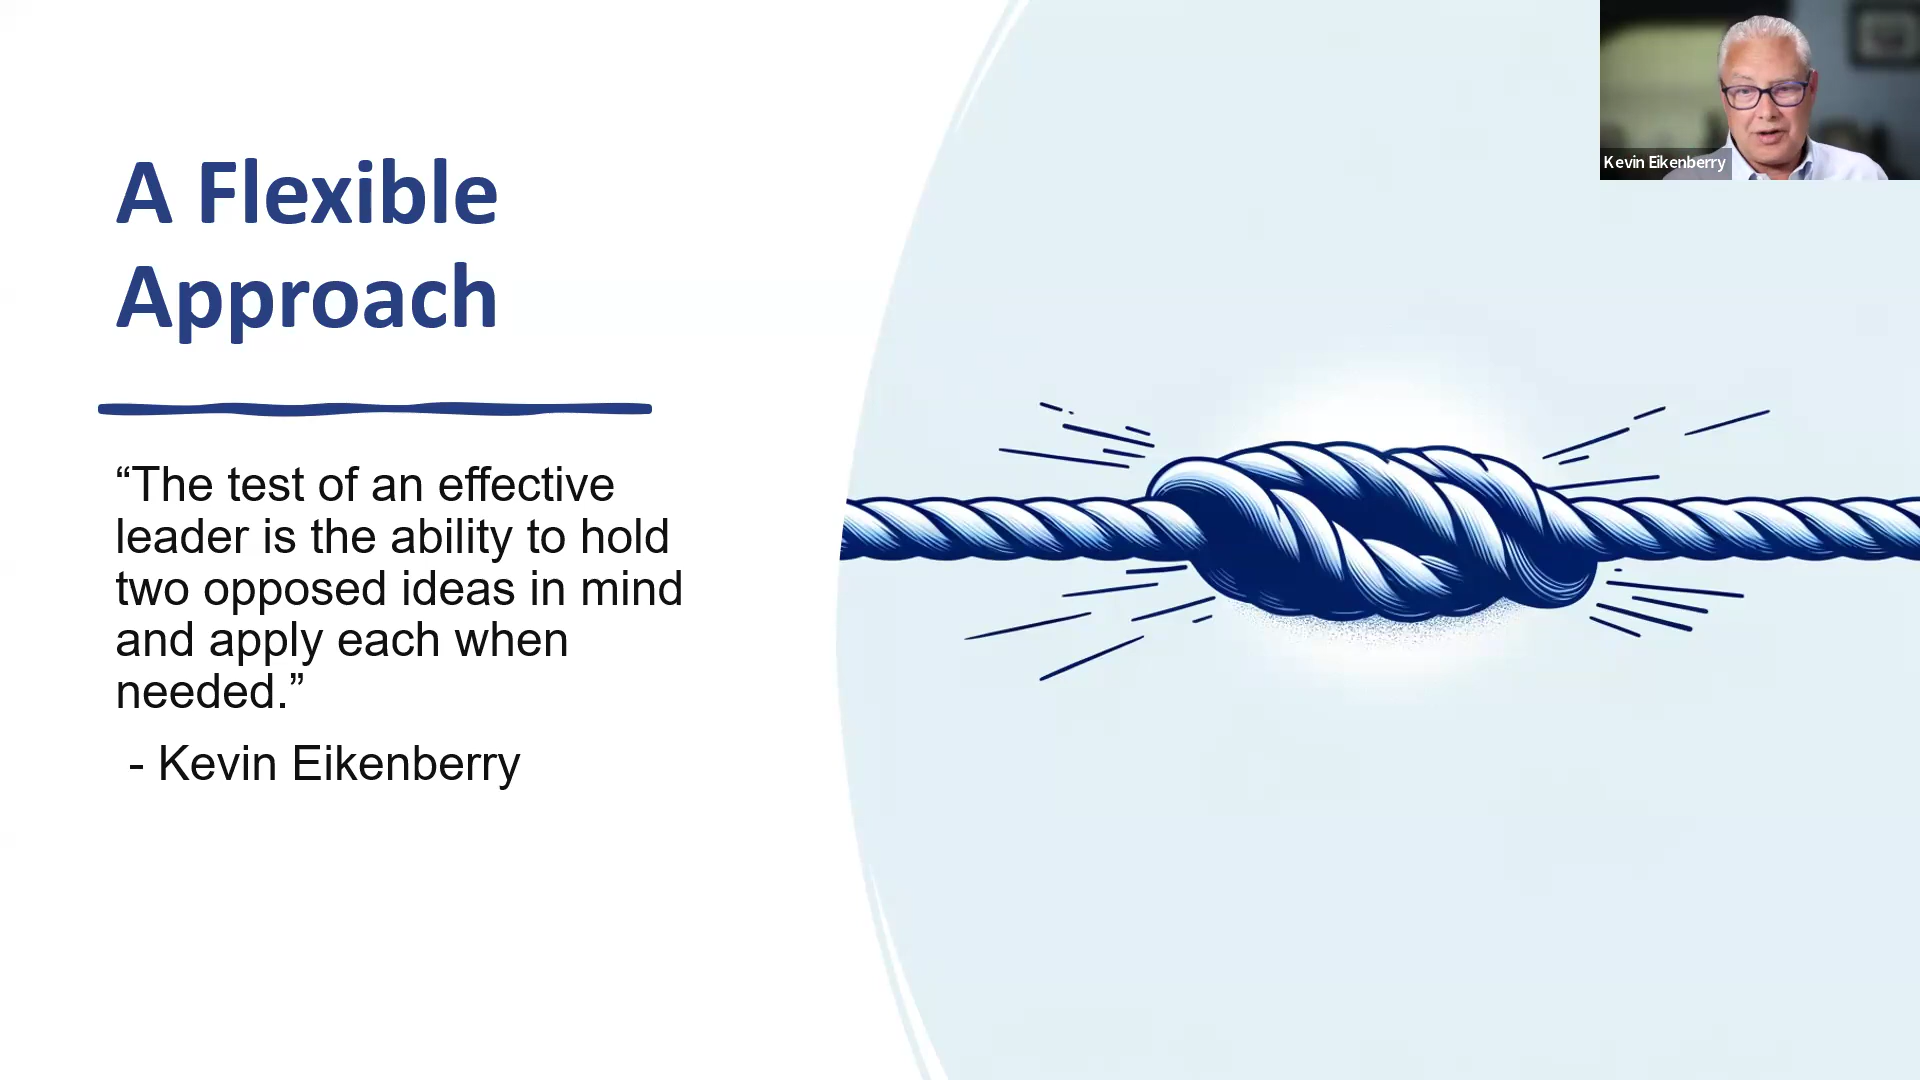 A Flexible
Approach
“The test of an effective
leader is the ability to hold
two opposed ideas in mind
and apply each when
needed.”
- Kevin Eikenberry
Kevin Eikenberry